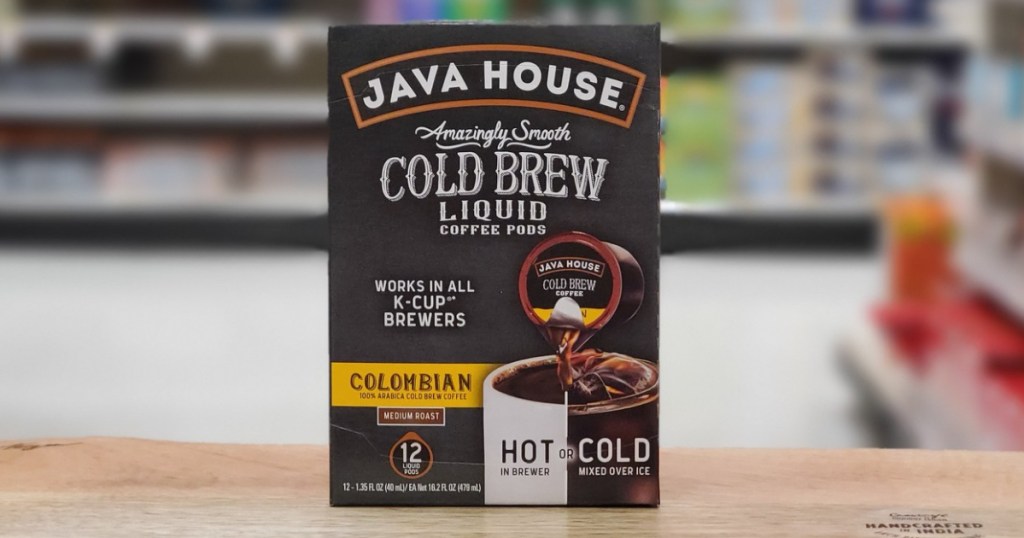 JAVA HOUSE®
Amazingly Smooth
COLD BREW
LIQUID
COFFEE PODS
JAVA HOUSE
COLD BREW
COFFEE
WORKS IN ALL
K-CUP®*
BREWERS
COLOMBIAN
100% ARABICA COLD BREW COFFEE
MEDIUM ROAST
12
LIQUID
PODS
HOT OR COLD
IN BREWER MIXED OVER ICE
12 - 1.35 FL OZ (40 mL)/ EA Net 16.2 FL OZ (479 mL)
HANDCRAFTED
IN INDIA